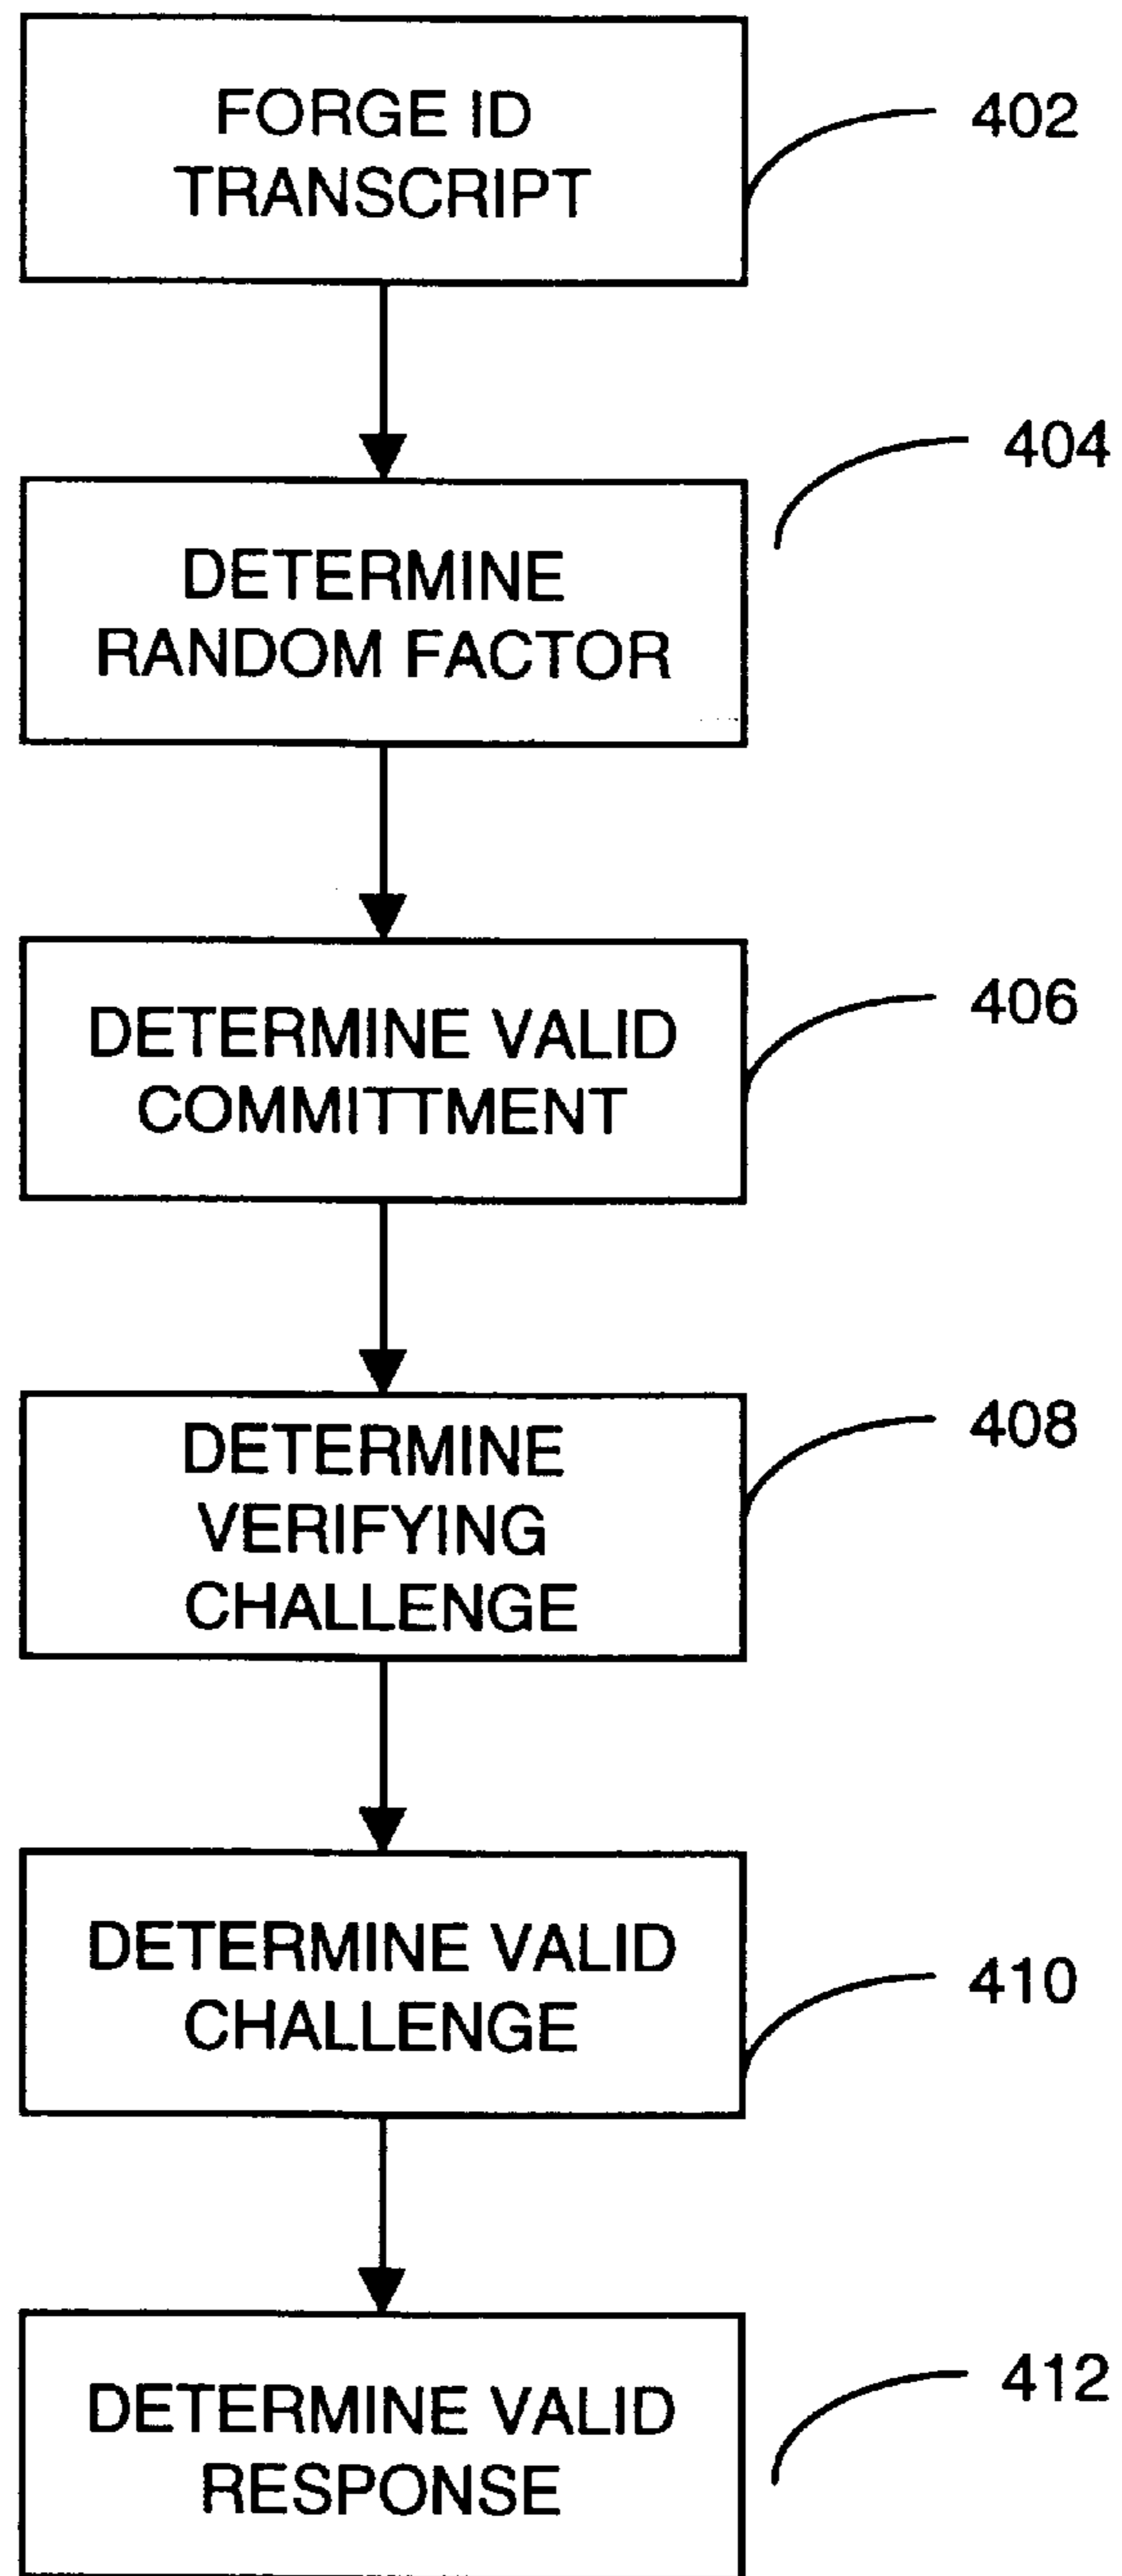 FORGE ID
TRANSCRIPT
402
DETERMINE
RANDOM FACTOR
404
DETERMINE VALID
COMMITTMENT
406
DETERMINE
VERIFYING
CHALLENGE
408
DETERMINE VALID
CHALLENGE
410
DETERMINE VALID
RESPONSE
412